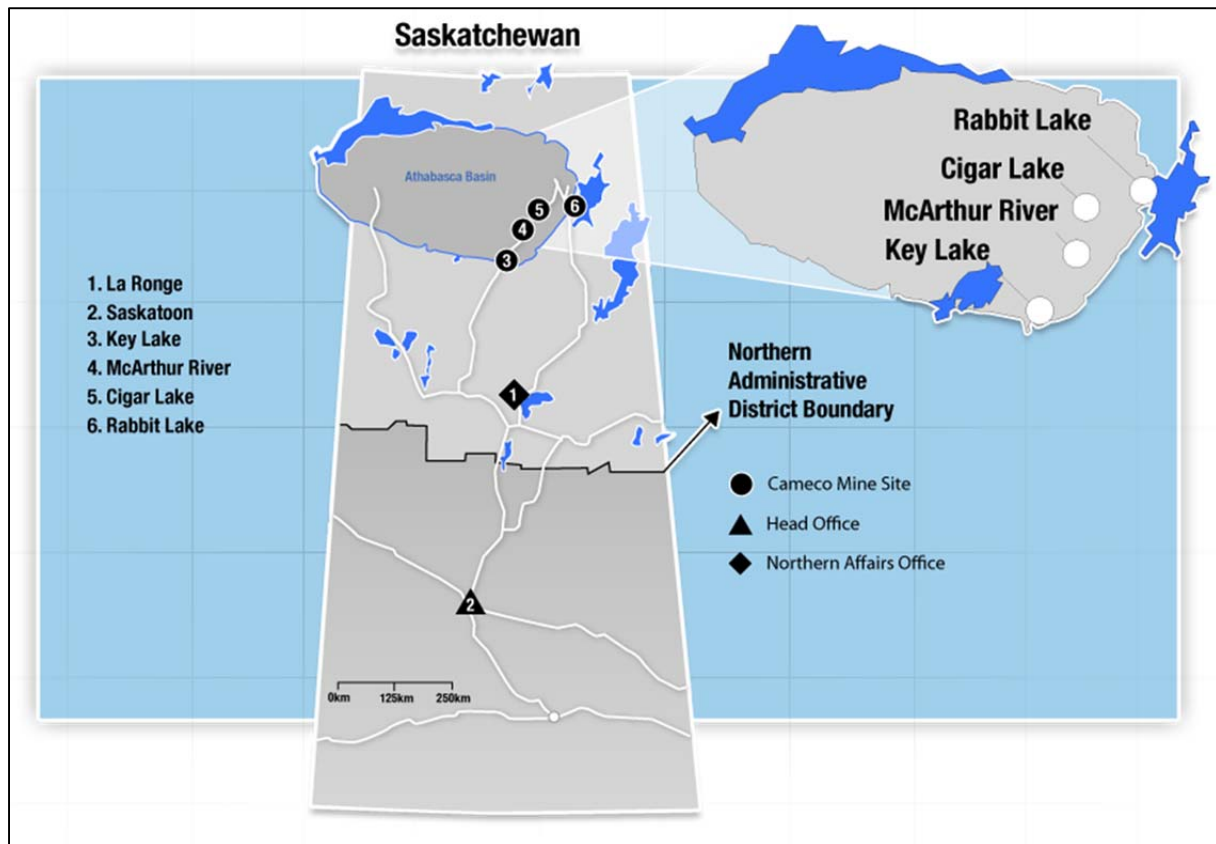 Saskatchewan
Athabasca Basin
6
5
4
3
1. La Ronge
2. Saskatoon
3. Key Lake
4. McArthur River
5. Cigar Lake
6. Rabbit Lake
1
2
0km 125km 250km
Rabbit Lake
Cigar Lake
McArthur River
Key Lake
Northern
Administrative
District Boundary
Cameco Mine Site
Head Office
Northern Affairs Office